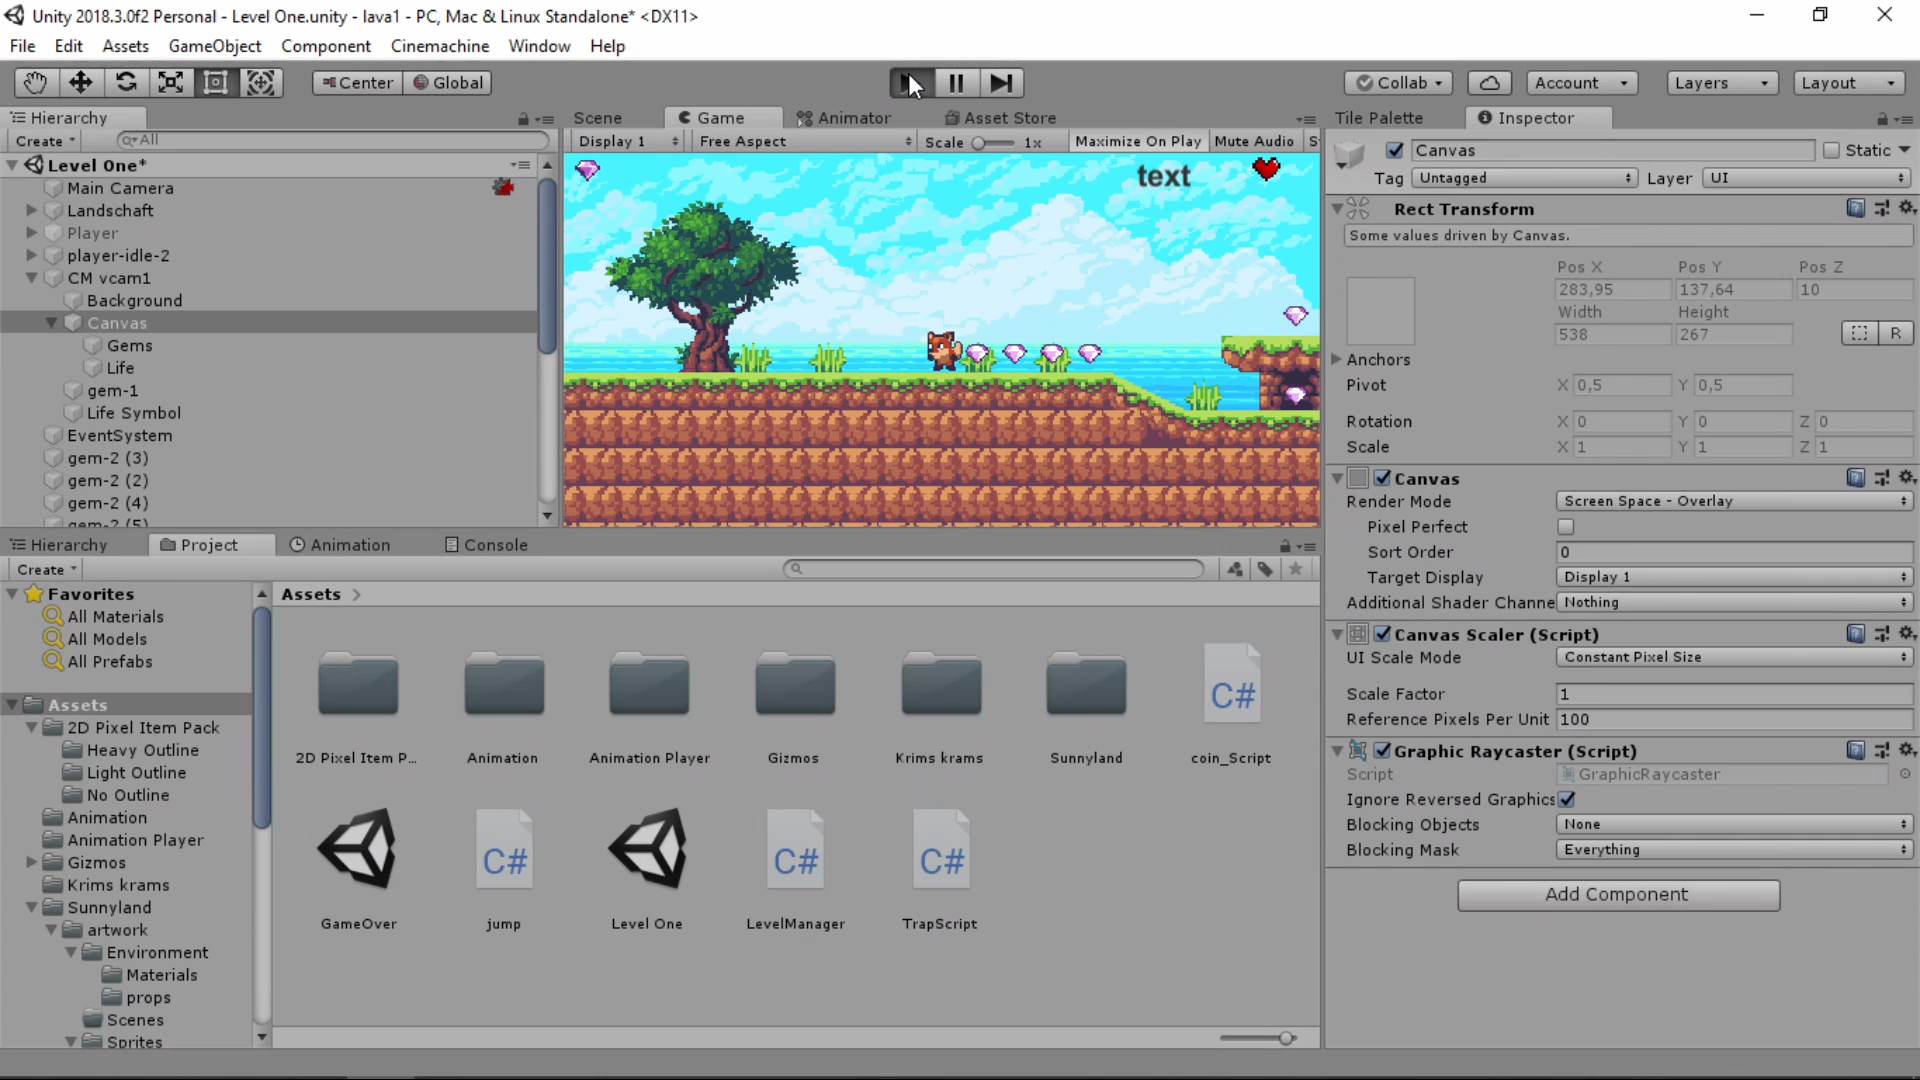 Unity 2018.3.0f2 Personal - Level One.unity - lava1 - PC, Mac & Linux Standalone* <DX11>
File Edit Assets GameObject Component Cinemachine Window Help
Center Global Collab Account Layers Layout
Hierarchy
Create All
Level One*
Main Camera
Landschaft
Player
player-idle-2
CM vcam1
Background
Canvas
Gems
Life
gem-1
Life Symbol
EventSystem
gem-2 (3)
gem-2 (2)
gem-2 (4)
gem-2 (5)
Scene Game Animator Asset Store
Display 1 Free Aspect Scale 1x Maximize On Play Mute Audio S
text
Tile Palette Inspector
Canvas Static
Tag Untagged Layer UI
Rect Transform
Some values driven by Canvas.
Pos X Pos Y Pos Z
283,95 137,64 10
Width Height
538 267 R
Anchors
Pivot X 0,5 Y 0,5
Rotation X 0 Y 0 Z 0
Scale X 1 Y 1 Z 1
Canvas
Render Mode Screen Space - Overlay
Pixel Perfect
Sort Order 0
Target Display Display 1
Additional Shader Channe Nothing
Canvas Scaler (Script)
UI Scale Mode Constant Pixel Size
Scale Factor 1
Reference Pixels Per Unit 100
Graphic Raycaster (Script)
Script GraphicRaycaster
Ignore Reversed Graphics
Blocking Objects None
Blocking Mask Everything
Add Component
Hierarchy Project Animation Console
Create
Favorites
All Materials
All Models
All Prefabs
Assets
2D Pixel Item Pack
Heavy Outline
Light Outline
No Outline
Animation
Animation Player
Gizmos
Krims krams
Sunnyland
artwork
Environment
Materials
props
Scenes
Sprites
Assets
2D Pixel Item P... Animation Animation Player Gizmos Krims krams Sunnyland
C#
coin_Script
C# C# C#
GameOver jump Level One LevelManager TrapScript